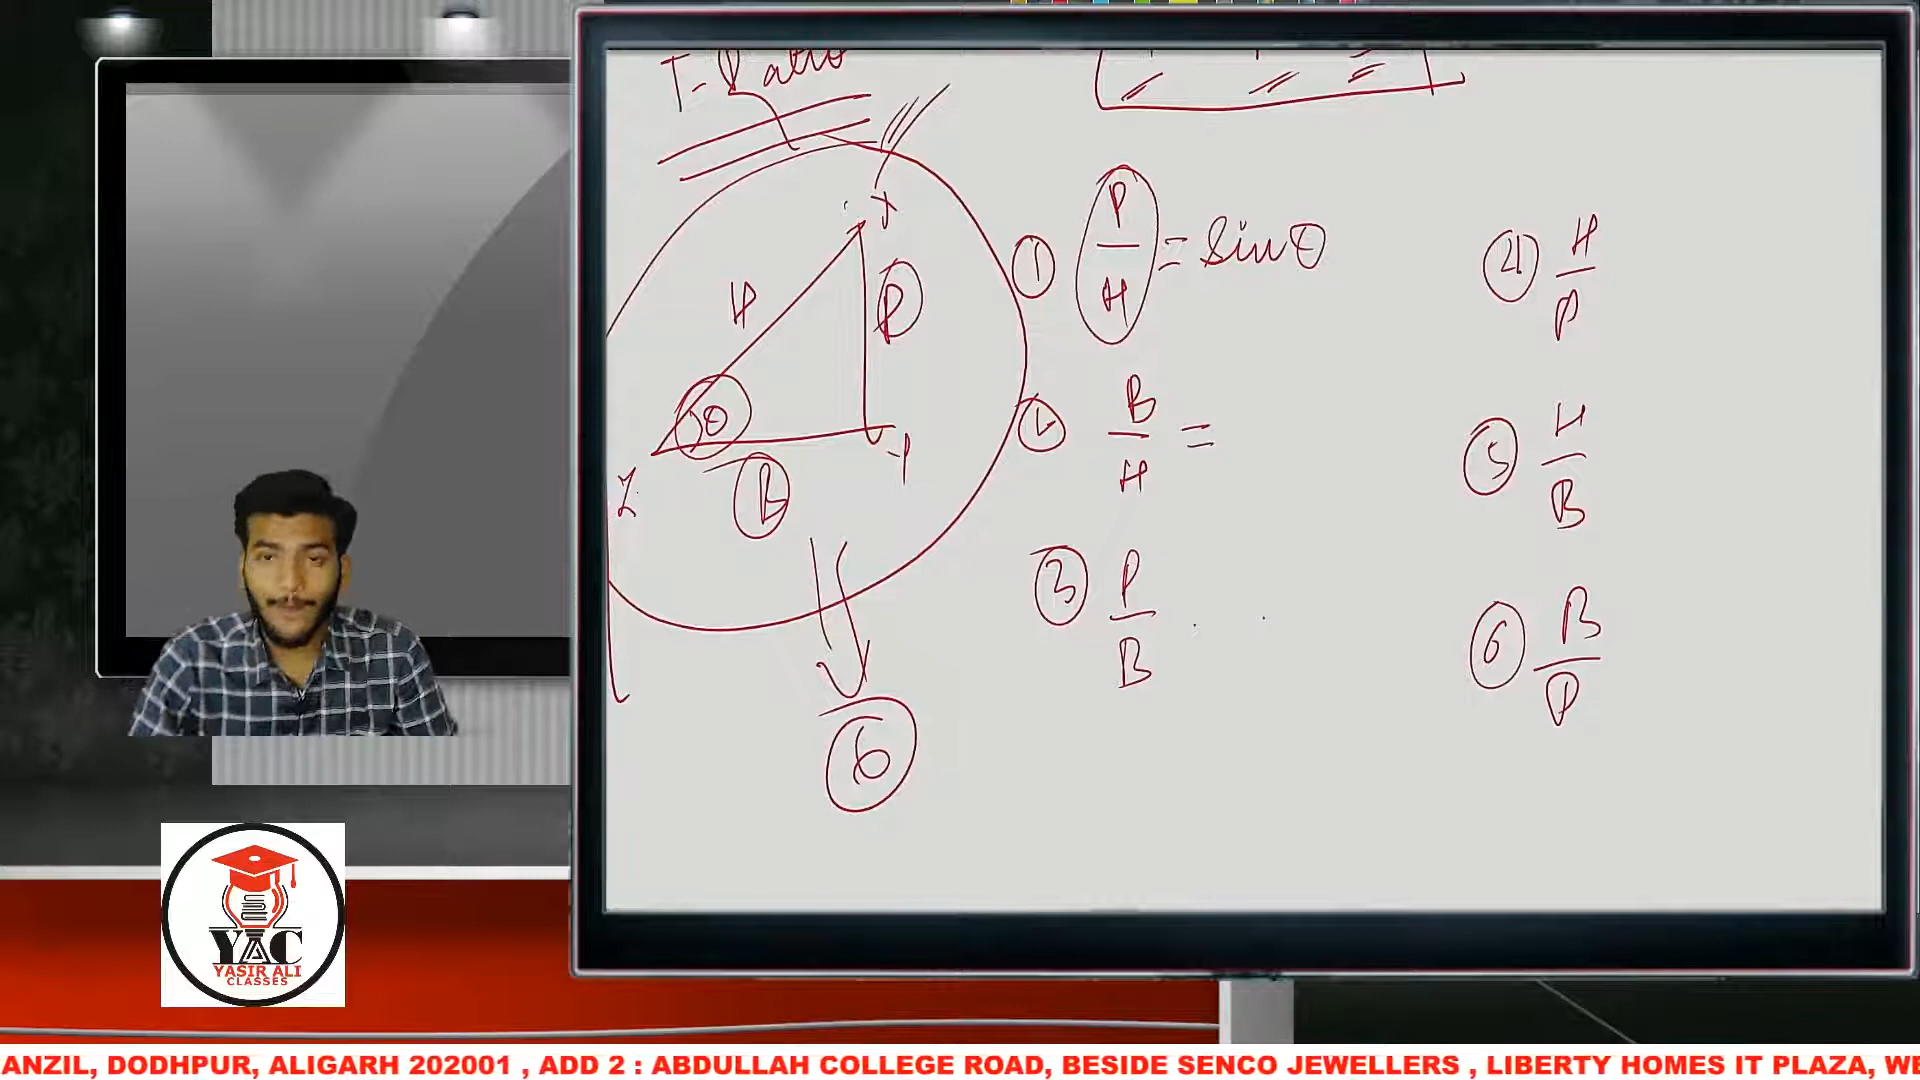 T-Ratio
X
H
P
θ
B
Z
Y
6
① P/H = sinθ
② B/H =
③ P/B
④ H/P
⑤ H/B
⑥ B/P
YAC
YASIR ALI
CLASSES
ANZIL, DODHPUR, ALIGARH 202001 , ADD 2 : ABDULLAH COLLEGE ROAD, BESIDE SENCO JEWELLERS , LIBERTY HOMES IT PLAZA, WE